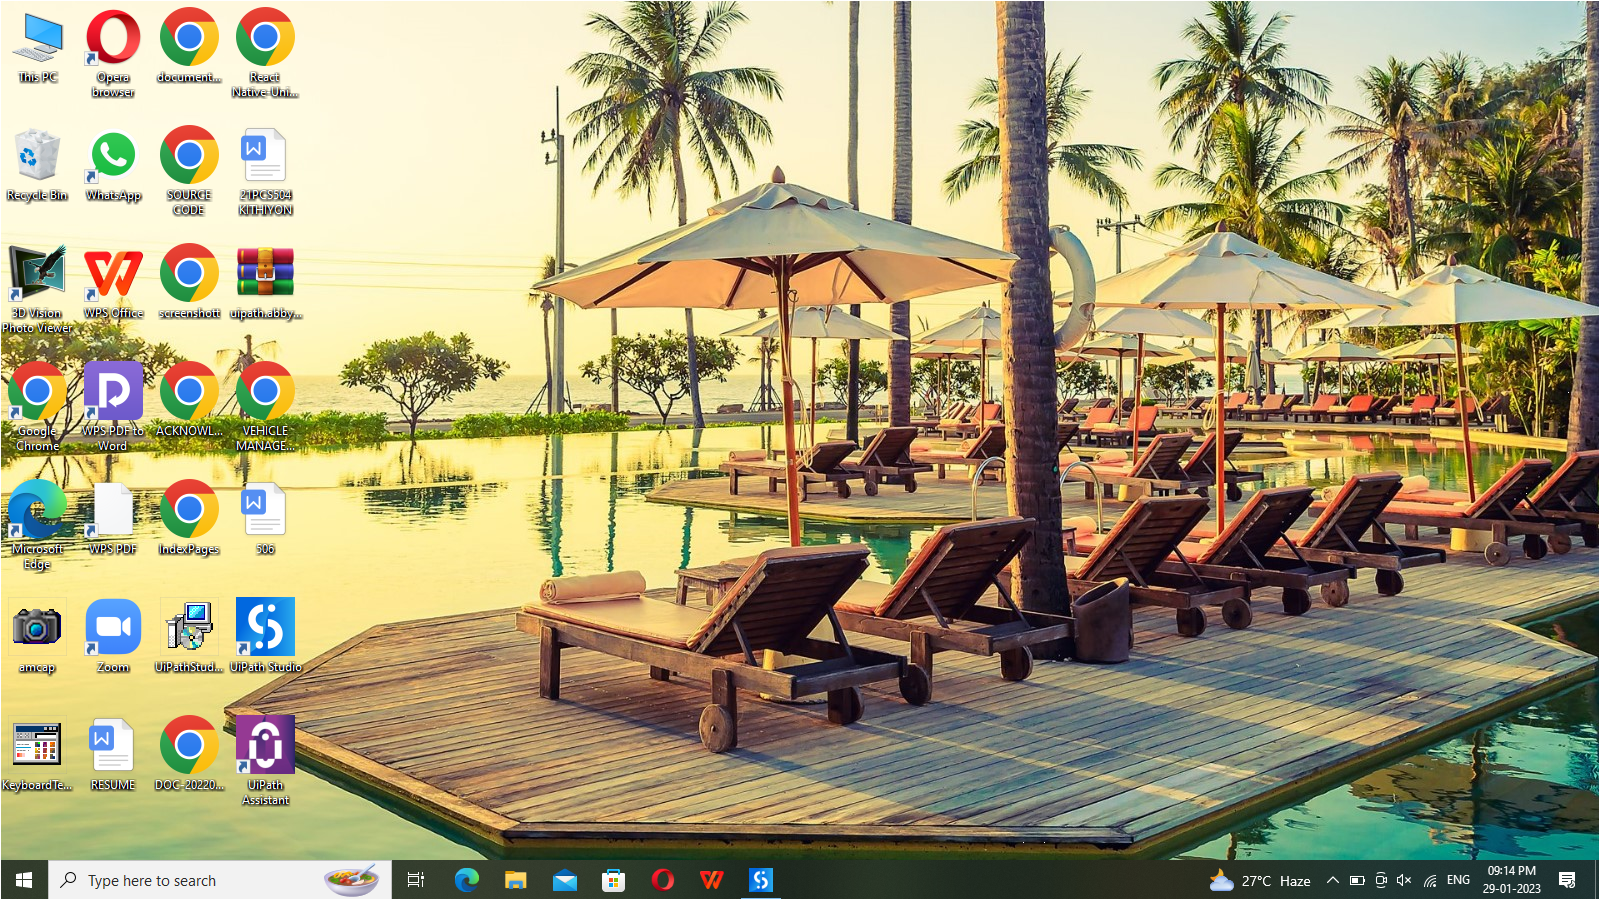 This PC
Opera
browser
document...
React
Native-Uni...
Recycle Bin
WhatsApp
SOURCE
CODE
21PCS504
KITHIYON
3D Vision
Photo Viewer
WPS Office
screenshott
uipath.abby...
Google
Chrome
WPS PDF to
Word
ACKNOWL...
VEHICLE
MANAGE...
Microsoft
Edge
WPS PDF
IndexPages
506
amcap
Zoom
UiPathStud...
UiPath Studio
KeyboardTe...
RESUME
DOC-20220...
UiPath
Assistant
Type here to search
27°C Haze
ENG
09:14 PM
29-01-2023